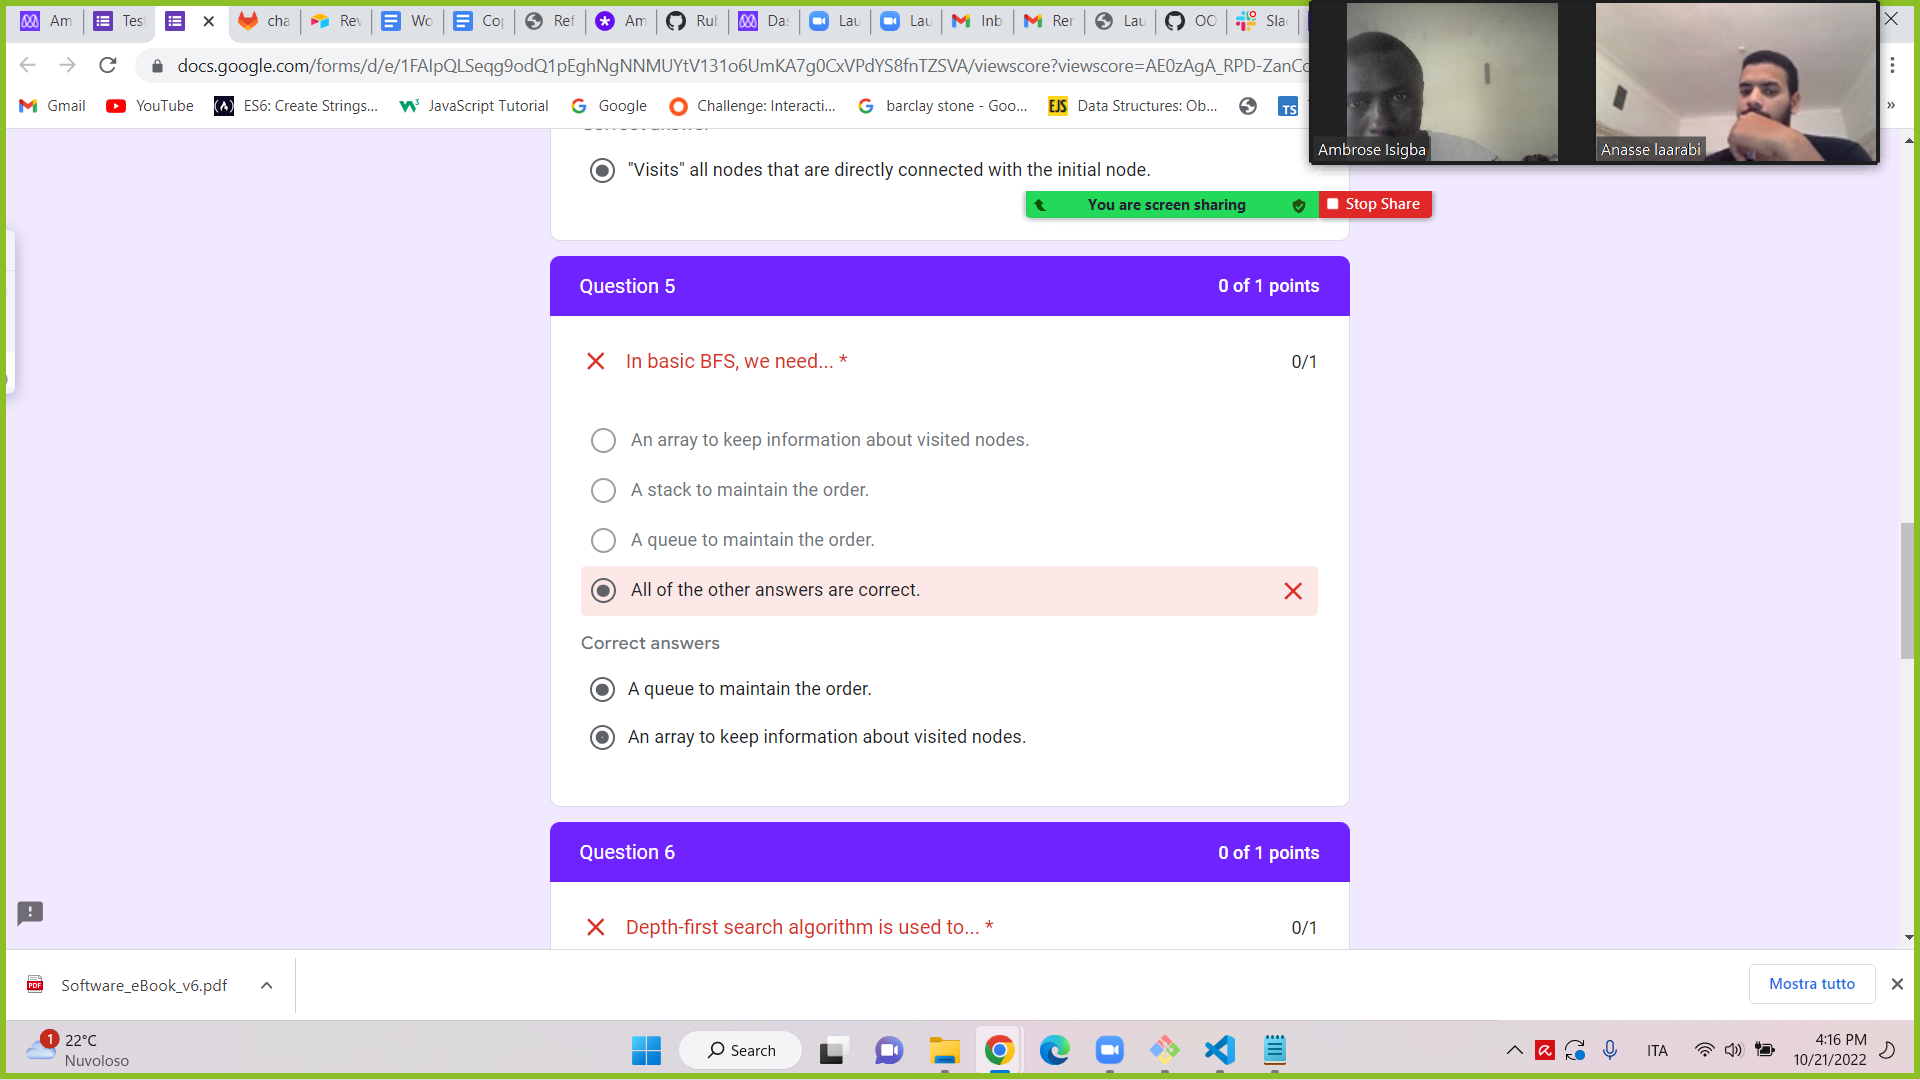 Am
Tes
cha
Rev
Wo
Co
Ref
Am
Rub
Das
Lau
Lau
Inb
Rer
Lau
OC
Sla
docs.google.com/forms/d/e/1FAIpQLSeqg9odQ1pEghNgNNMUYtV131o6UmKA7g0CxVPdYS8fnTZSVA/viewscore?viewscore=AE0zAgA_RPD-ZanCc
Gmail
YouTube
ES6: Create Strings...
JavaScript Tutorial
Google
Challenge: Interacti...
barclay stone - Goo...
EJS
Data Structures: Ob...
TS
»
Ambrose Isigba
Anasse laarabi
"Visits" all nodes that are directly connected with the initial node.
You are screen sharing
Stop Share
Question 5
0 of 1 points
In basic BFS, we need... *
0/1
An array to keep information about visited nodes.
A stack to maintain the order.
A queue to maintain the order.
All of the other answers are correct.
Correct answers
A queue to maintain the order.
An array to keep information about visited nodes.
Question 6
0 of 1 points
Depth-first search algorithm is used to... *
0/1
PDF
Software_eBook_v6.pdf
Mostra tutto
1
22°C
Nuvoloso
Search
ITA
4:16 PM
10/21/2022